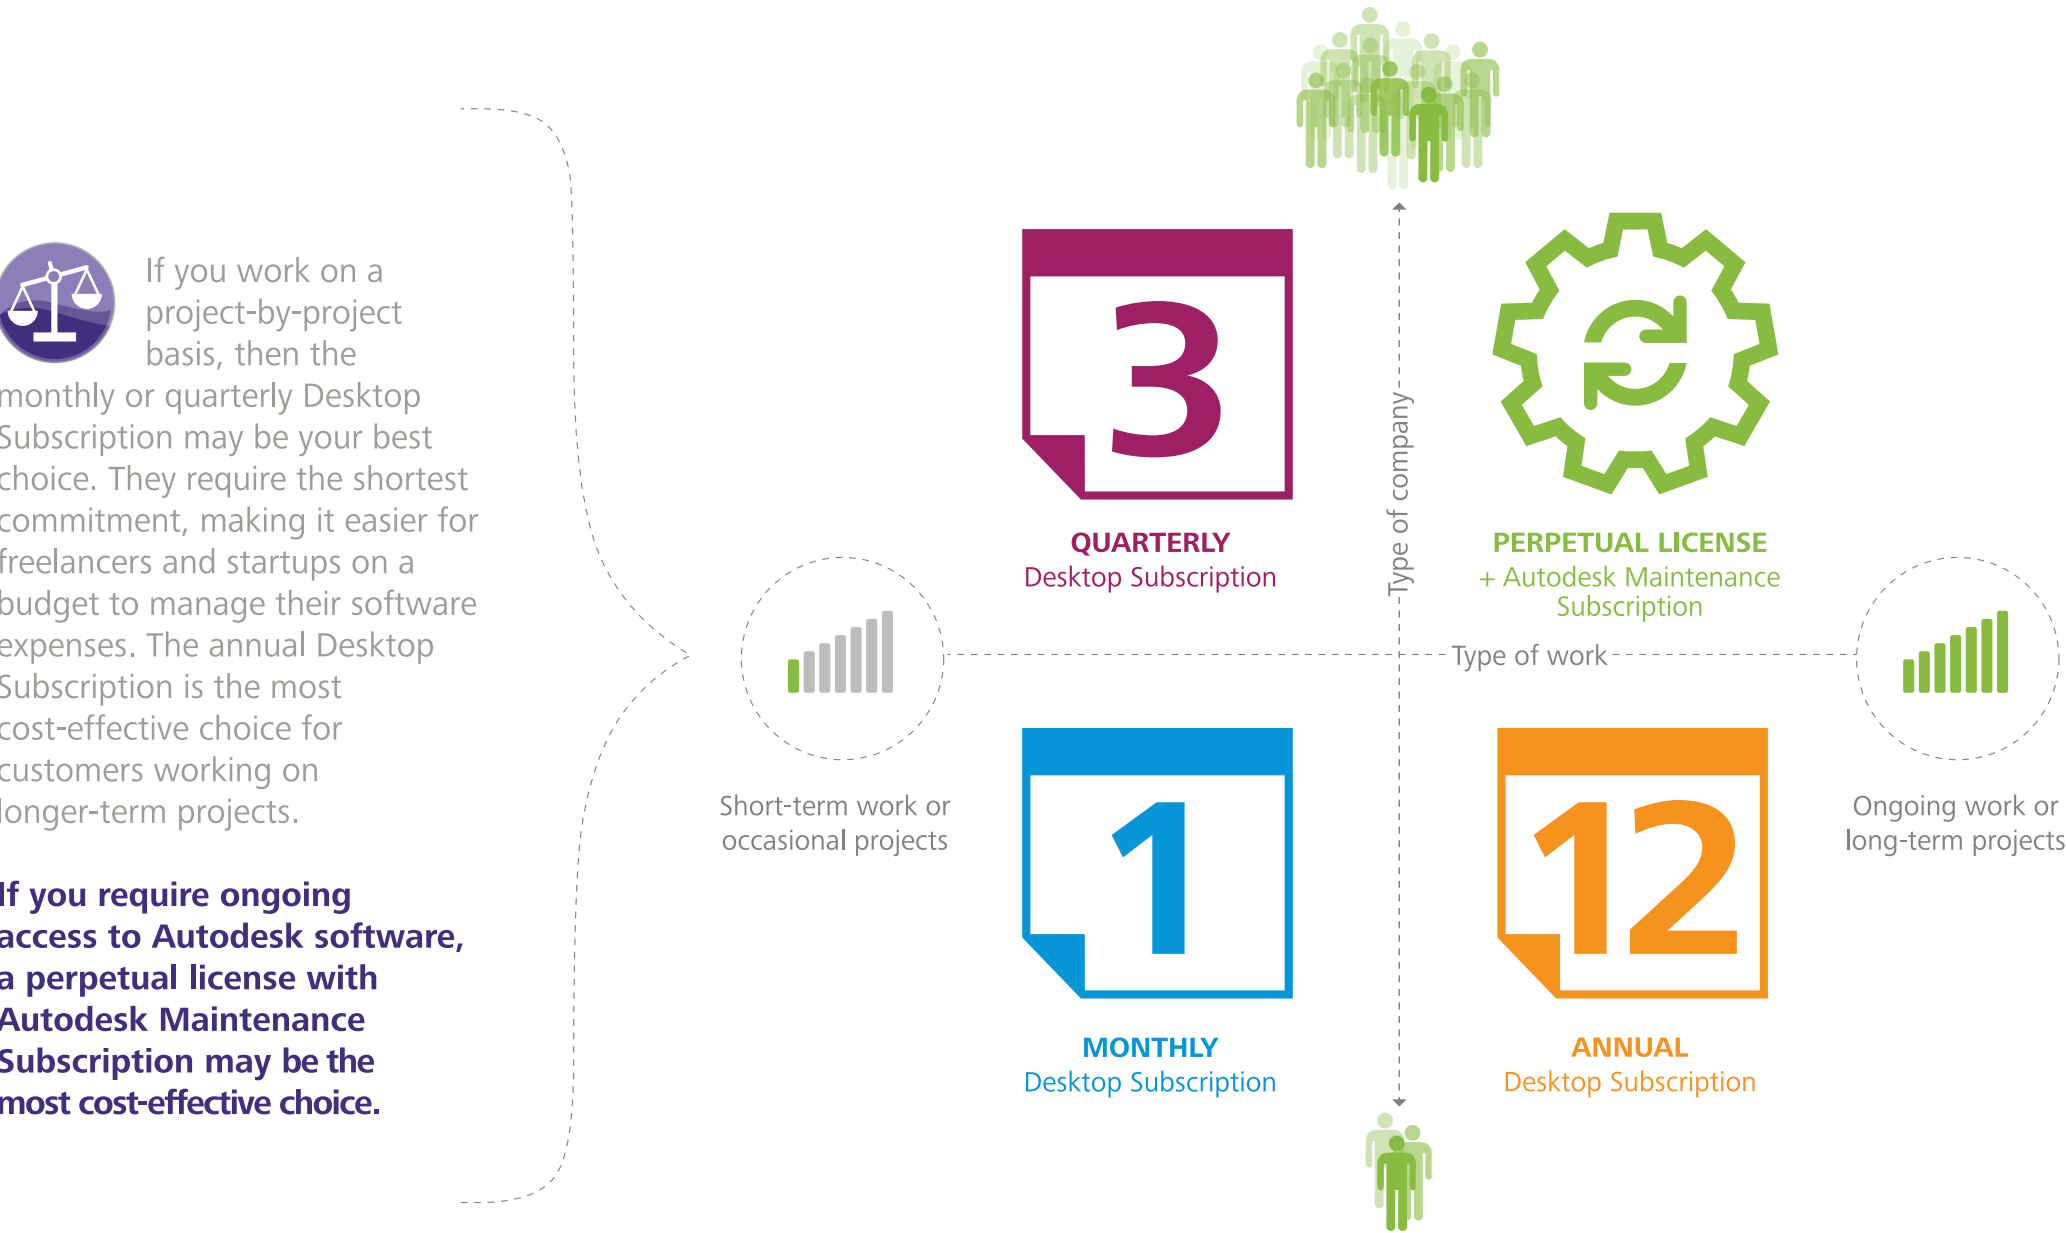 If you work on a
project-by-project
basis, then the
monthly or quarterly Desktop
Subscription may be your best
choice. They require the shortest
commitment, making it easier for
freelancers and startups on a
budget to manage their software
expenses. The annual Desktop
Subscription is the most
cost-effective choice for
customers working on
longer-term projects.
If you require ongoing
access to Autodesk software,
a perpetual license with
Autodesk Maintenance
Subscription may be the
most cost-effective choice.
Short-term work or
occasional projects
3
QUARTERLY
Desktop Subscription
Type of company
PERPETUAL LICENSE
+ Autodesk Maintenance
Subscription
Type of work
1
MONTHLY
Desktop Subscription
12
ANNUAL
Desktop Subscription
Ongoing work or
long-term projects